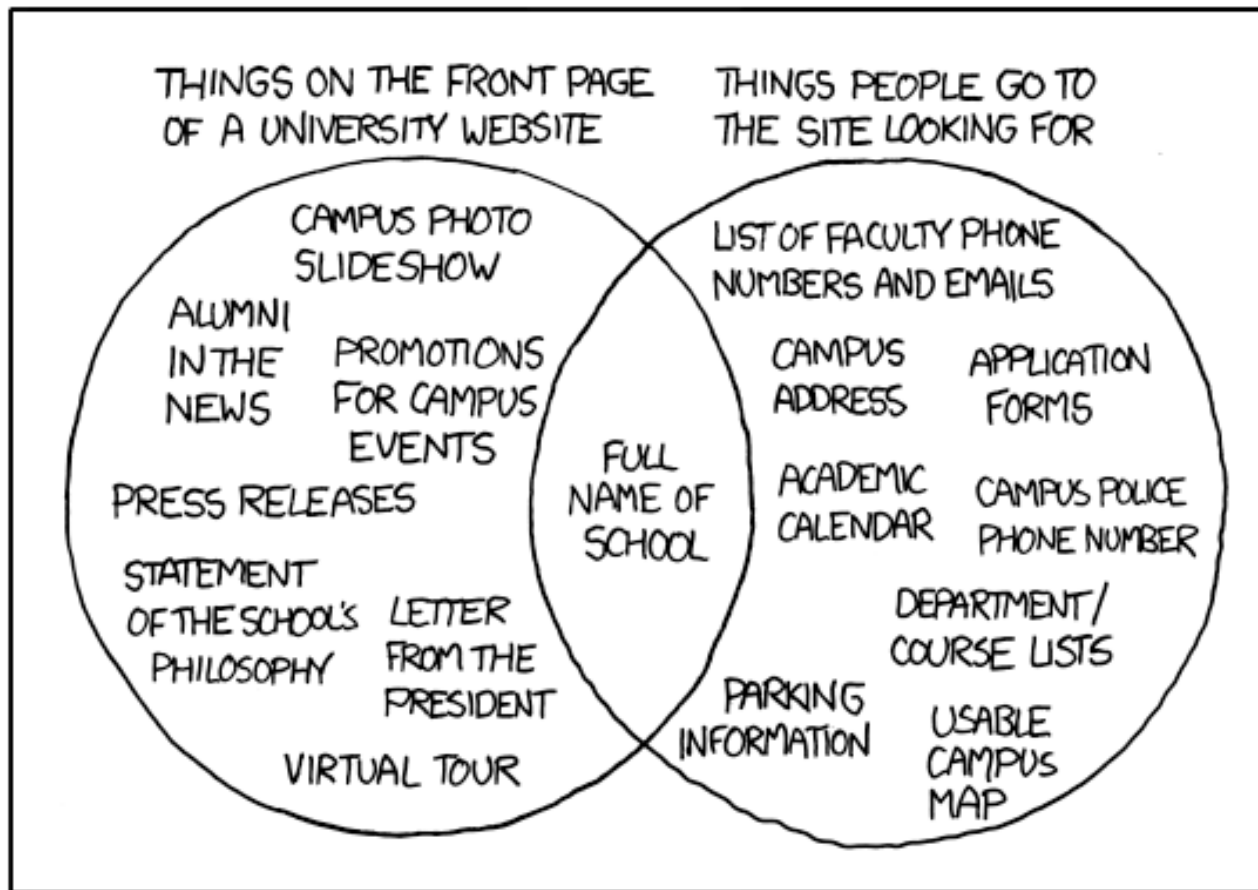 THINGS ON THE FRONT PAGE
OF A UNIVERSITY WEBSITE
THINGS PEOPLE GO TO
THE SITE LOOKING FOR
CAMPUS PHOTO
SLIDESHOW
ALUMNI
IN THE
NEWS
PROMOTIONS
FOR CAMPUS
EVENTS
PRESS RELEASES
STATEMENT
OF THE SCHOOL'S
PHILOSOPHY
LETTER
FROM THE
PRESIDENT
VIRTUAL TOUR
FULL
NAME OF
SCHOOL
LIST OF FACULTY PHONE
NUMBERS AND EMAILS
CAMPUS
ADDRESS
APPLICATION
FORMS
ACADEMIC
CALENDAR
CAMPUS POLICE
PHONE NUMBER
DEPARTMENT/
COURSE LISTS
PARKING
INFORMATION
USABLE
CAMPUS
MAP